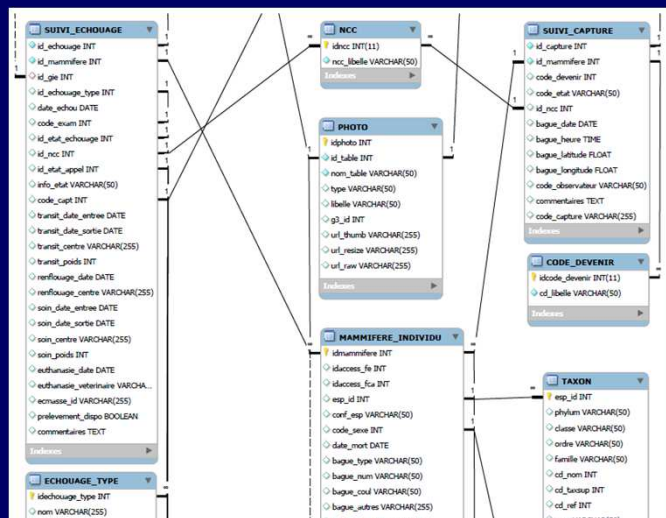 SUIVI_ECHOUAGE
id_echouage INT
id_mammifere INT
id_gie INT
id_echouage_type INT
date_echou DATE
code_exam INT
id_etat_echouage INT
id_ncc INT
id_etat_appel INT
info_etat VARCHAR(50)
code_capt INT
transit_date_entree DATE
transit_date_sortie DATE
transit_centre VARCHAR(255)
transit_poids INT
renflouage_date DATE
renflouage_centre VARCHAR(255)
soin_date_entree DATE
soin_date_sortie DATE
soin_centre VARCHAR(255)
soin_poids INT
euthanasie_date DATE
euthanasie_veterinaire VARCHA...
ecmasse_id VARCHAR(255)
prelevement_dispo BOOLEAN
commentaires TEXT
Indexes
ECHOUAGE_TYPE
idechouage_type INT
nom VARCHAR(255)
NCC
idncc INT(11)
ncc_libelle VARCHAR(50)
Indexes
PHOTO
idphoto INT
id_table INT
nom_table VARCHAR(50)
type VARCHAR(50)
libelle VARCHAR(50)
g3_id INT
url_thumb VARCHAR(255)
url_resize VARCHAR(255)
url_raw VARCHAR(255)
Indexes
MAMMIFERE_INDIVIDU
idmammifere INT
idaccess_fe INT
idaccess_fca INT
esp_id INT
conf_esp VARCHAR(50)
code_sexe INT
date_mort DATE
bague_type VARCHAR(50)
bague_num VARCHAR(50)
bague_coul VARCHAR(50)
bague_autres VARCHAR(255)
SUIVI_CAPTURE
id_capture INT
id_mammifere INT
code_devenir INT
code_etat VARCHAR(50)
id_ncc INT
bague_date DATE
bague_heure TIME
bague_latitude FLOAT
bague_longitude FLOAT
code_observateur VARCHAR(50)
commentaires TEXT
code_capture VARCHAR(255)
Indexes
CODE_DEVENIR
idcode_devenir INT(11)
cd_libelle VARCHAR(50)
Indexes
TAXON
esp_id INT
phylum VARCHAR(50)
classe VARCHAR(50)
ordre VARCHAR(50)
famille VARCHAR(50)
cd_nom INT
cd_taxsup INT
cd_ref INT